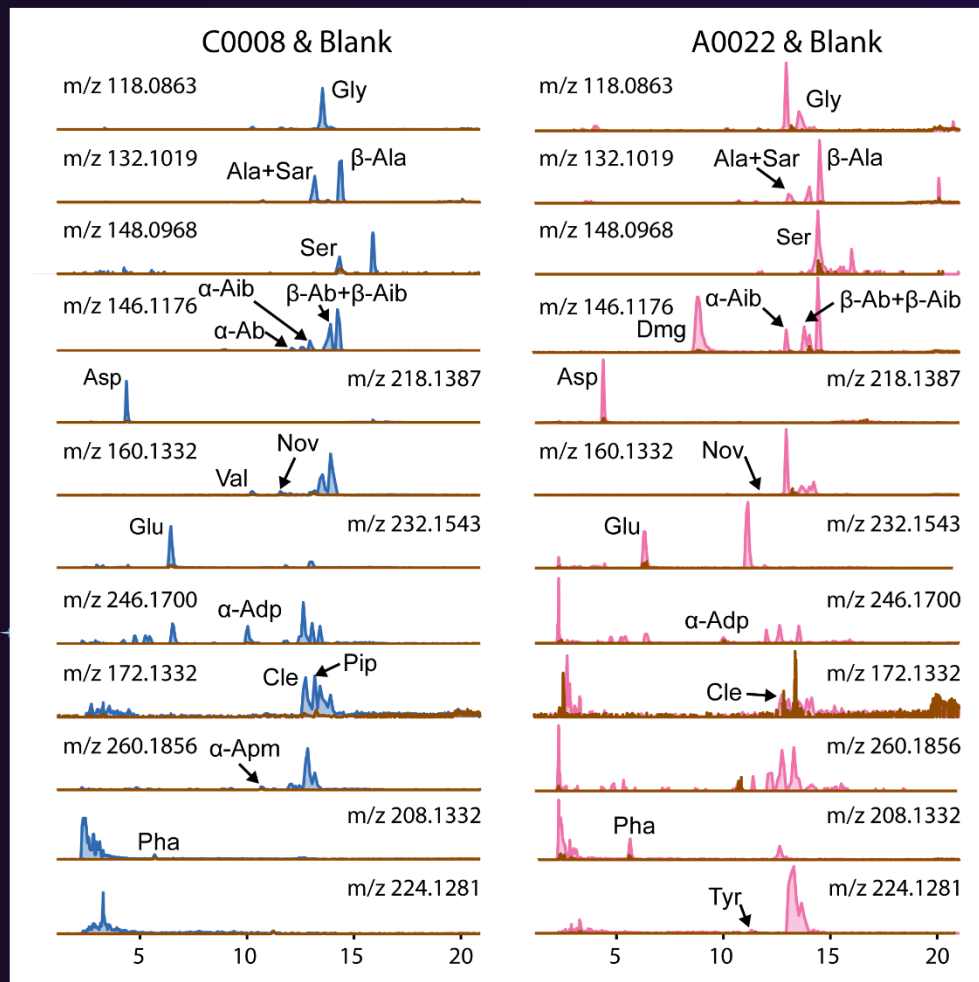 C0008 & Blank
m/z 118.0863
Gly
m/z 132.1019
Ala+Sar
β-Ala
m/z 148.0968
Ser
m/z 146.1176
α-Aib
β-Ab+β-Aib
α-Ab
Asp
m/z 218.1387
m/z 160.1332
Nov
Val
m/z 232.1543
Glu
m/z 246.1700
α-Adp
m/z 172.1332
Pip
Cle
m/z 260.1856
α-Apm
m/z 208.1332
Pha
m/z 224.1281
5 10 15 20
A0022 & Blank
m/z 118.0863
Gly
m/z 132.1019
Ala+Sar
β-Ala
m/z 148.0968
Ser
m/z 146.1176
α-Aib
β-Ab+β-Aib
Dmg
Asp
m/z 218.1387
m/z 160.1332
Nov
m/z 232.1543
Glu
m/z 246.1700
α-Adp
m/z 172.1332
Cle
m/z 260.1856
m/z 208.1332
Pha
m/z 224.1281
Tyr
5 10 15 20